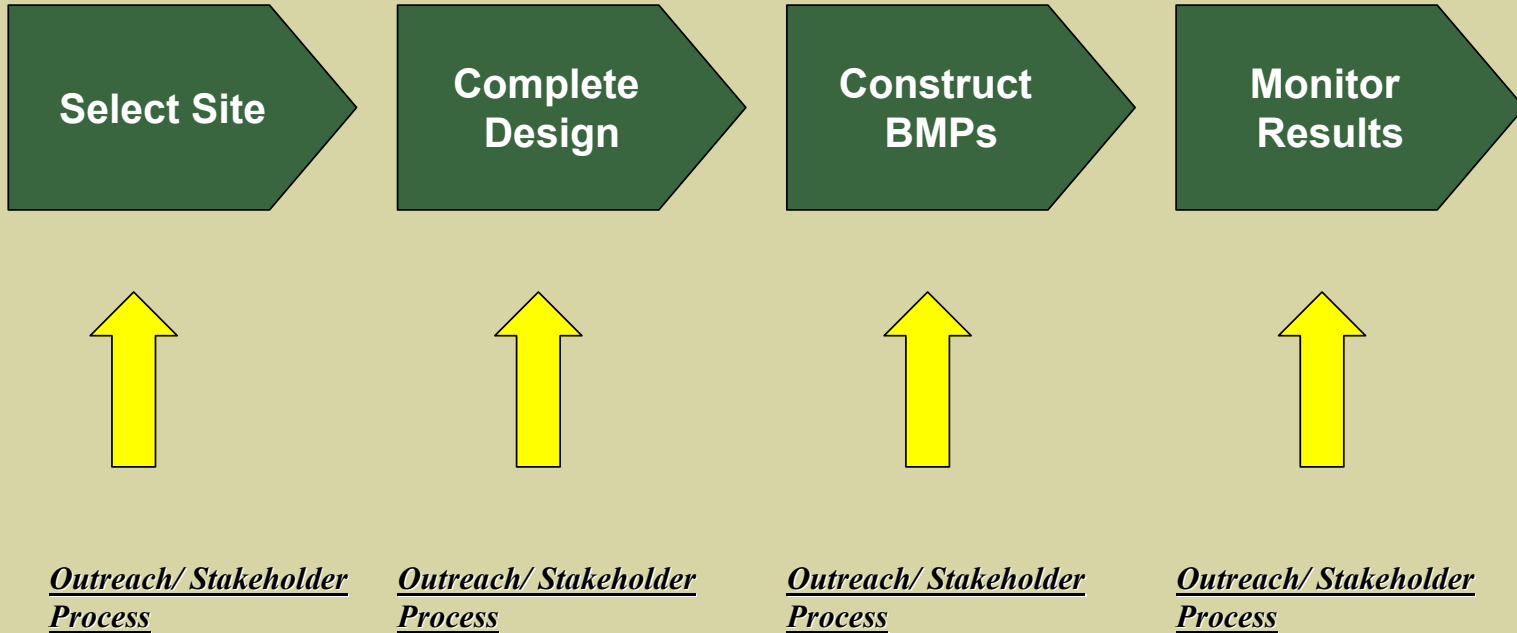 Select Site
Complete
Design
Construct
BMPs
Monitor
Results
Outreach/ Stakeholder
Process
Outreach/ Stakeholder
Process
Outreach/ Stakeholder
Process
Outreach/ Stakeholder
Process